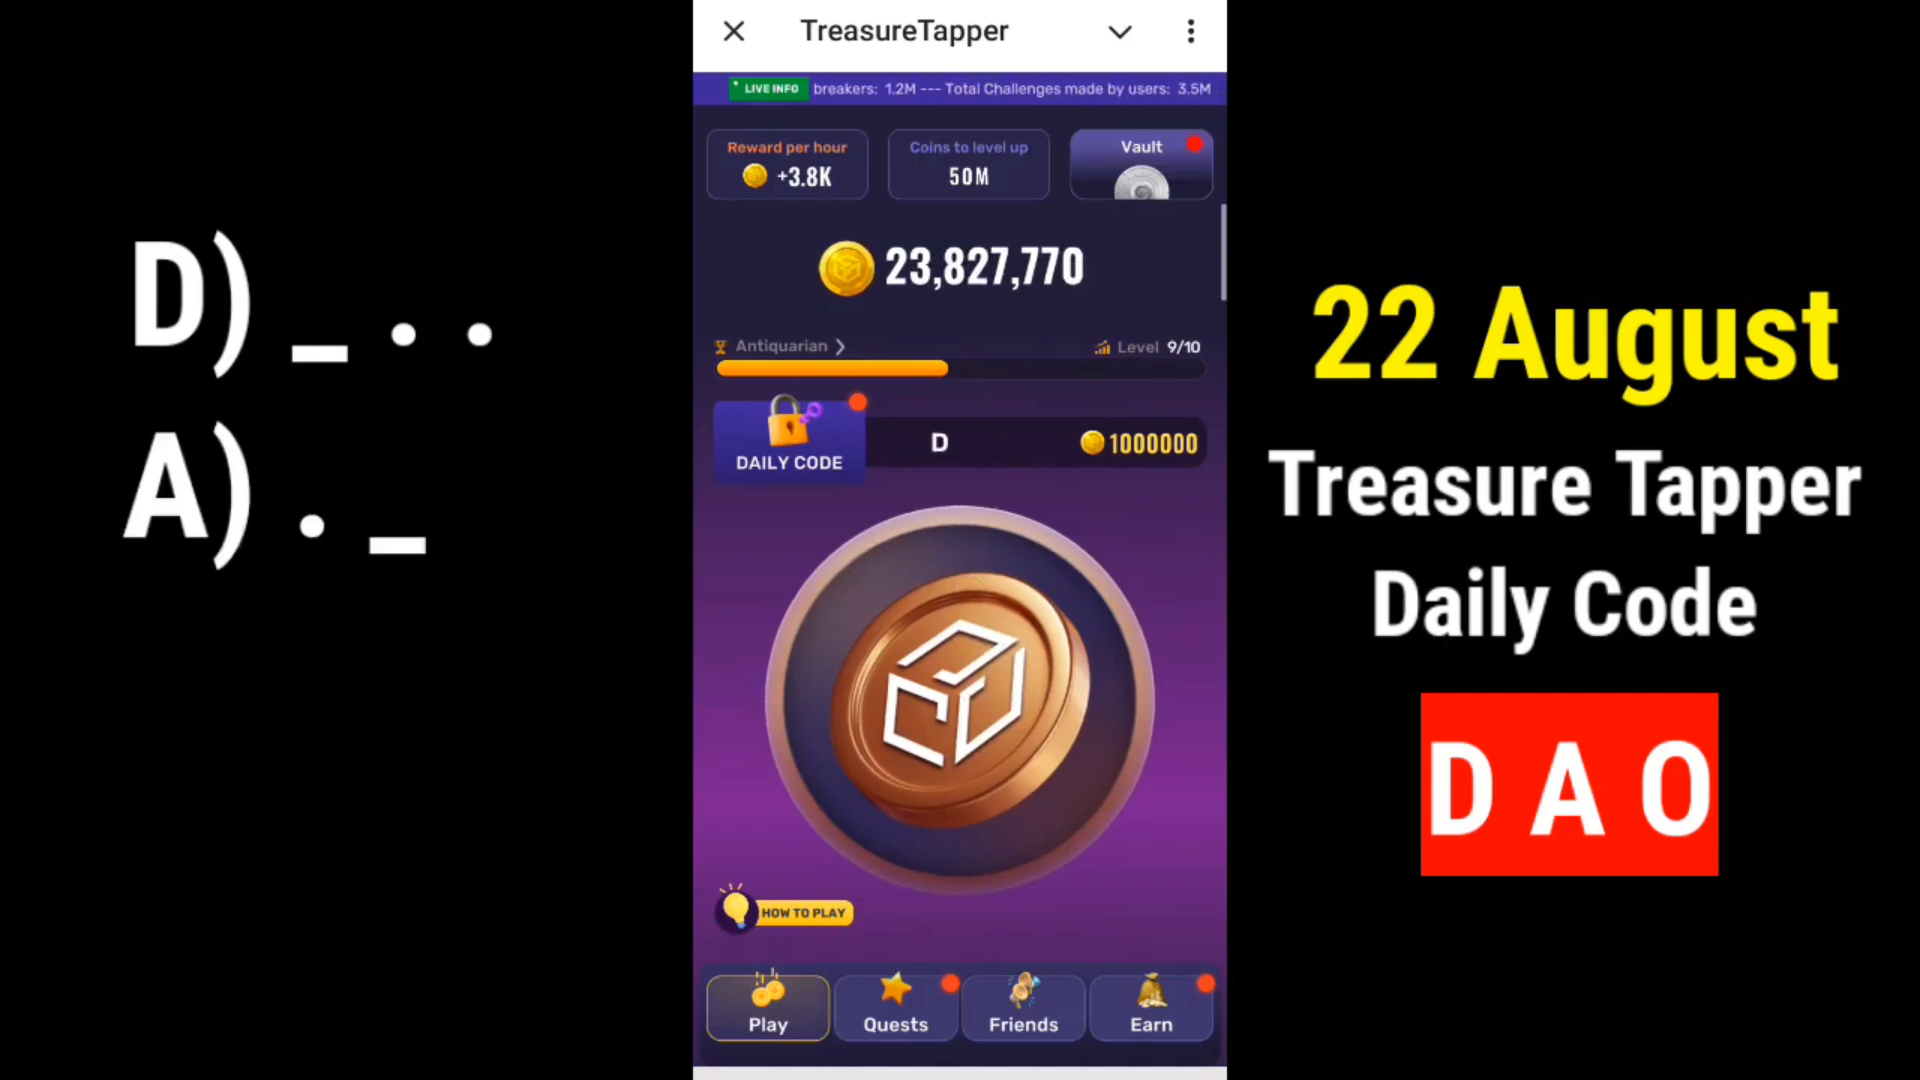 D) _ . .
A) . _
TreasureTapper
LIVE INFO breakers: 1.2M --- Total Challenges made by users: 3.5M
Reward per hour
+3.8K
Coins to level up
50M
Vault
23,827,770
Antiquarian
Level 9/10
DAILY CODE
D
1000000
HOW TO PLAY
Play
Quests
Friends
Earn
22 August
Treasure Tapper
Daily Code
D A O